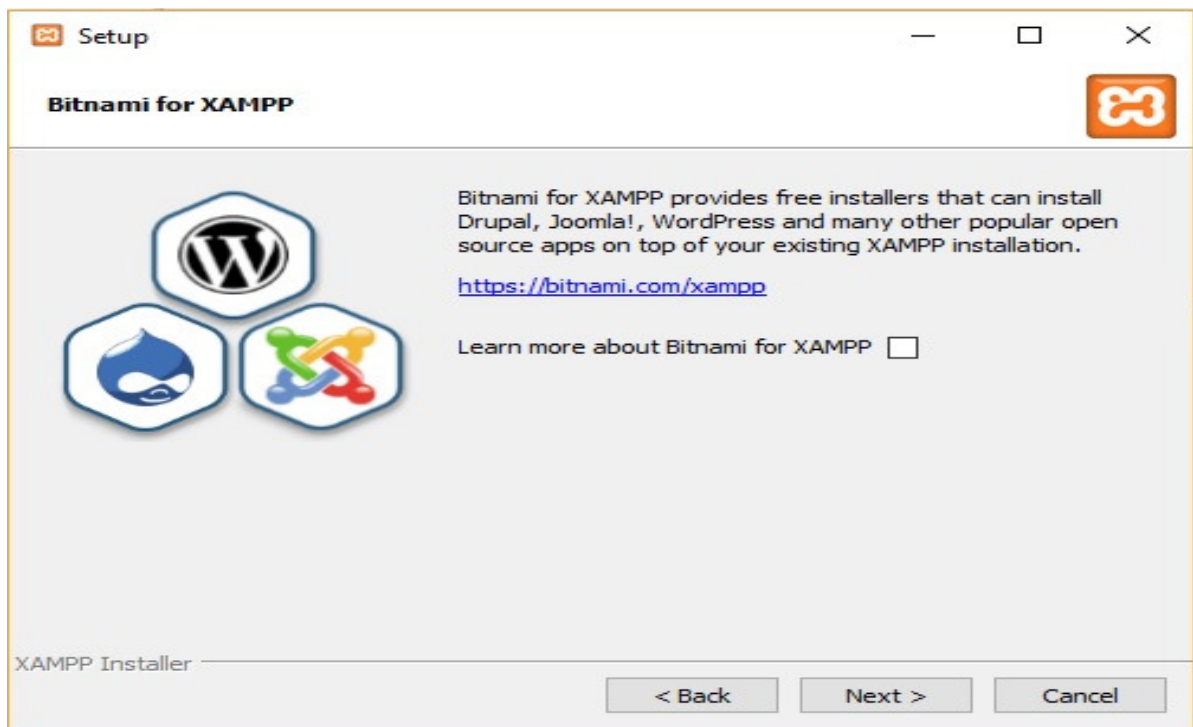 Setup
Bitnami for XAMPP
Bitnami for XAMPP provides free installers that can install
Drupal, Joomla!, WordPress and many other popular open
source apps on top of your existing XAMPP installation.
https://bitnami.com/xampp
Learn more about Bitnami for XAMPP
XAMPP Installer
< Back Next > Cancel